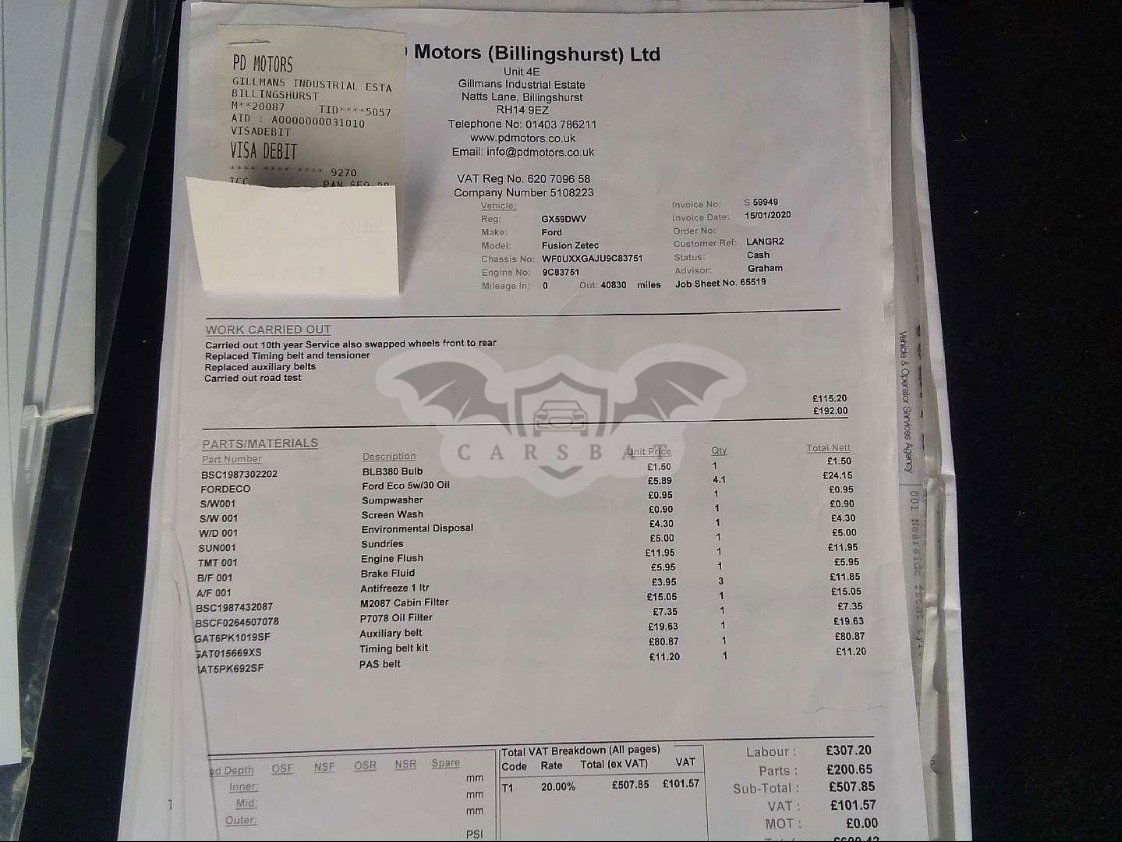 PD MOTORS
GILLMANS INDUSTRIAL ESTA
BILLINGSHURST
M**20087 TID****5057
AID : A0000000031010
VISADEBIT
VISA DEBIT
**** **** **** 9270
ICC PAN SEQ
Motors (Billingshurst) Ltd
Unit 4E
Gillmans Industrial Estate
Natts Lane, Billingshurst
RH14 9EZ
Telephone No: 01403 786211
www.pdmotors.co.uk
Email: info@pdmotors.co.uk
VAT Reg No. 620 7096 58
Company Number 5108223
Vehicle:
Reg: GX59DWV
Make: Ford
Model: Fusion Zetec
Chassis No: WF0UXXGAJU9C83751
Engine No: 9C83751
Mileage In: 0 Out: 40830 miles
Invoice No: S 59949
Invoice Date: 15/01/2020
Order No:
Customer Ref: LANGR2
Status: Cash
Advisor: Graham
Job Sheet No. 65519
WORK CARRIED OUT
Carried out 10th year Service also swapped wheels front to rear
Replaced Timing belt and tensioner
Replaced auxiliary belts
Carried out road test
£115.20
£192.00
CARSBAT
PARTS/MATERIALS
Part Number Description Unit Price Qty Total Nett
BSC1987302202 BLB380 Bulb £1.50 1 £1.50
FORDECO Ford Eco 5w/30 Oil £5.89 4.1 £24.15
S/W001 Sumpwasher £0.95 1 £0.95
S/W 001 Screen Wash £0.90 1 £0.90
W/D 001 Environmental Disposal £4.30 1 £4.30
SUN001 Sundries £5.00 1 £5.00
TMT 001 Engine Flush £11.95 1 £11.95
B/F 001 Brake Fluid £5.95 1 £5.95
A/F 001 Antifreeze 1 ltr £3.95 3 £11.85
BSC1987432087 M2087 Cabin Filter £15.05 1 £15.05
BSCF0264507078 P7078 Oil Filter £7.35 1 £7.35
GAT6PK1019SF Auxiliary belt £19.63 1 £19.63
GAT015669XS Timing belt kit £80.87 1 £80.87
GAT5PK692SF PAS belt £11.20 1 £11.20
Depth OSF NSF OSR NSR Spare
Inner: mm
Mid: mm
Outer: mm
PSI
Total VAT Breakdown (All pages)
Code Rate Total (ex VAT) VAT
T1 20.00% £507.85 £101.57
Labour : £307.20
Parts : £200.65
Sub-Total : £507.85
VAT : £101.57
MOT : £0.00
Vehicle & Operator Services Agency
001 Nearside